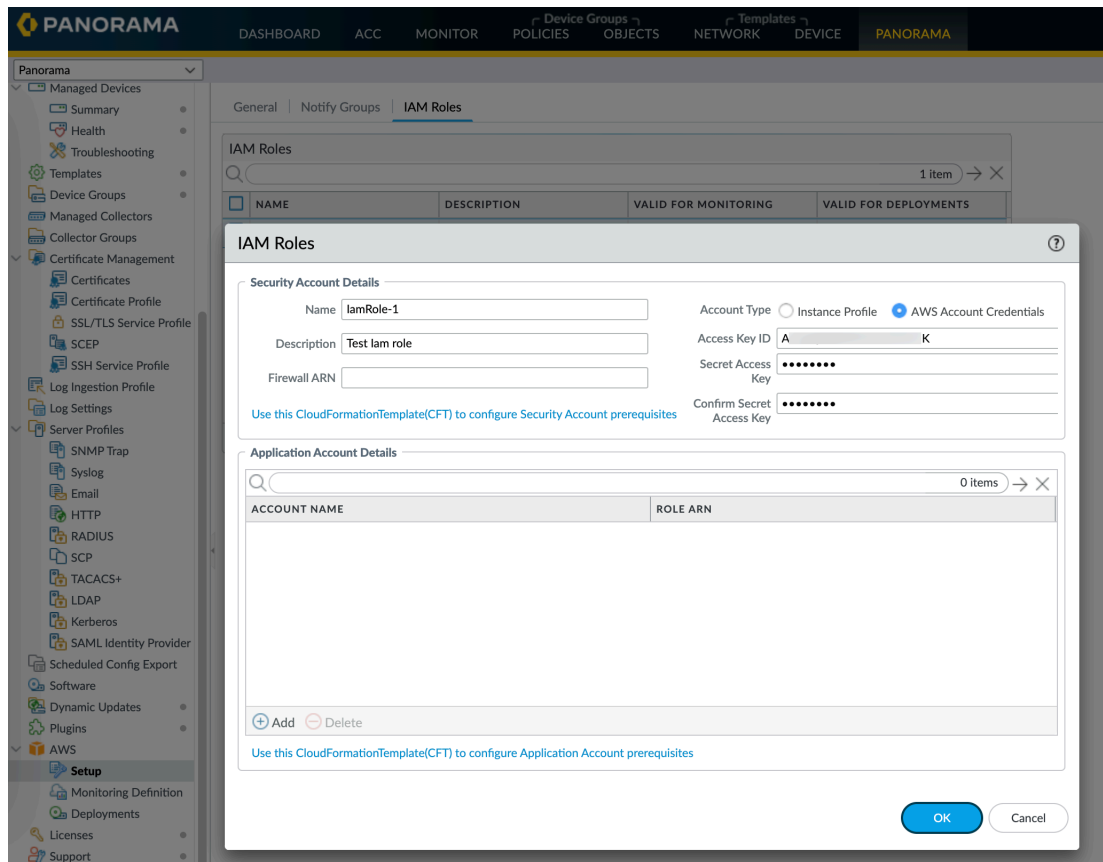 PANORAMA
Device Groups
Templates
DASHBOARD ACC MONITOR POLICIES OBJECTS NETWORK DEVICE PANORAMA
Panorama
Managed Devices
Summary
Health
Troubleshooting
Templates
Device Groups
Managed Collectors
Collector Groups
Certificate Management
Certificates
Certificate Profile
SSL/TLS Service Profile
SCEP
SSH Service Profile
Log Ingestion Profile
Log Settings
Server Profiles
SNMP Trap
Syslog
Email
HTTP
RADIUS
SCP
TACACS+
LDAP
Kerberos
SAML Identity Provider
Scheduled Config Export
Software
Dynamic Updates
Plugins
AWS
Setup
Monitoring Definition
Deployments
Licenses
Support
General Notify Groups IAM Roles
IAM Roles
1 item
NAME DESCRIPTION VALID FOR MONITORING VALID FOR DEPLOYMENTS
IAM Roles
Security Account Details
Name IamRole-1
Description Test Iam role
Firewall ARN
Use this CloudFormationTemplate(CFT) to configure Security Account prerequisites
Account Type Instance Profile AWS Account Credentials
Access Key ID A K
Secret Access
Key
Confirm Secret
Access Key
Application Account Details
0 items
ACCOUNT NAME ROLE ARN
Add Delete
Use this CloudFormationTemplate(CFT) to configure Application Account prerequisites
OK Cancel